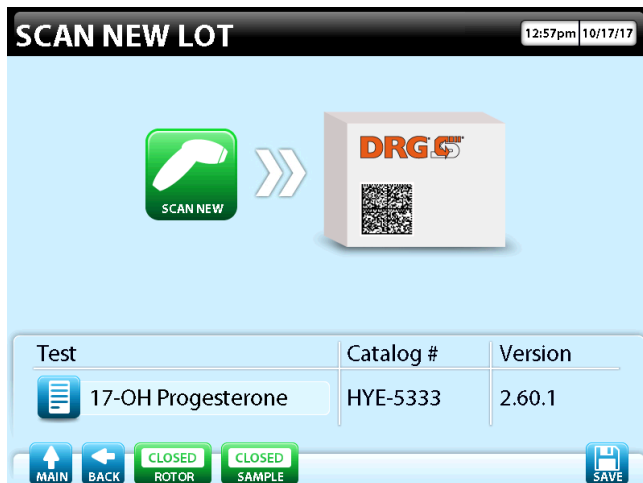 SCAN NEW LOT
12:57pm 10/17/17
SCAN NEW
DRG
Test Catalog # Version
17-OH Progesterone HYE-5333 2.60.1
MAIN BACK CLOSED ROTOR CLOSED SAMPLE SAVE